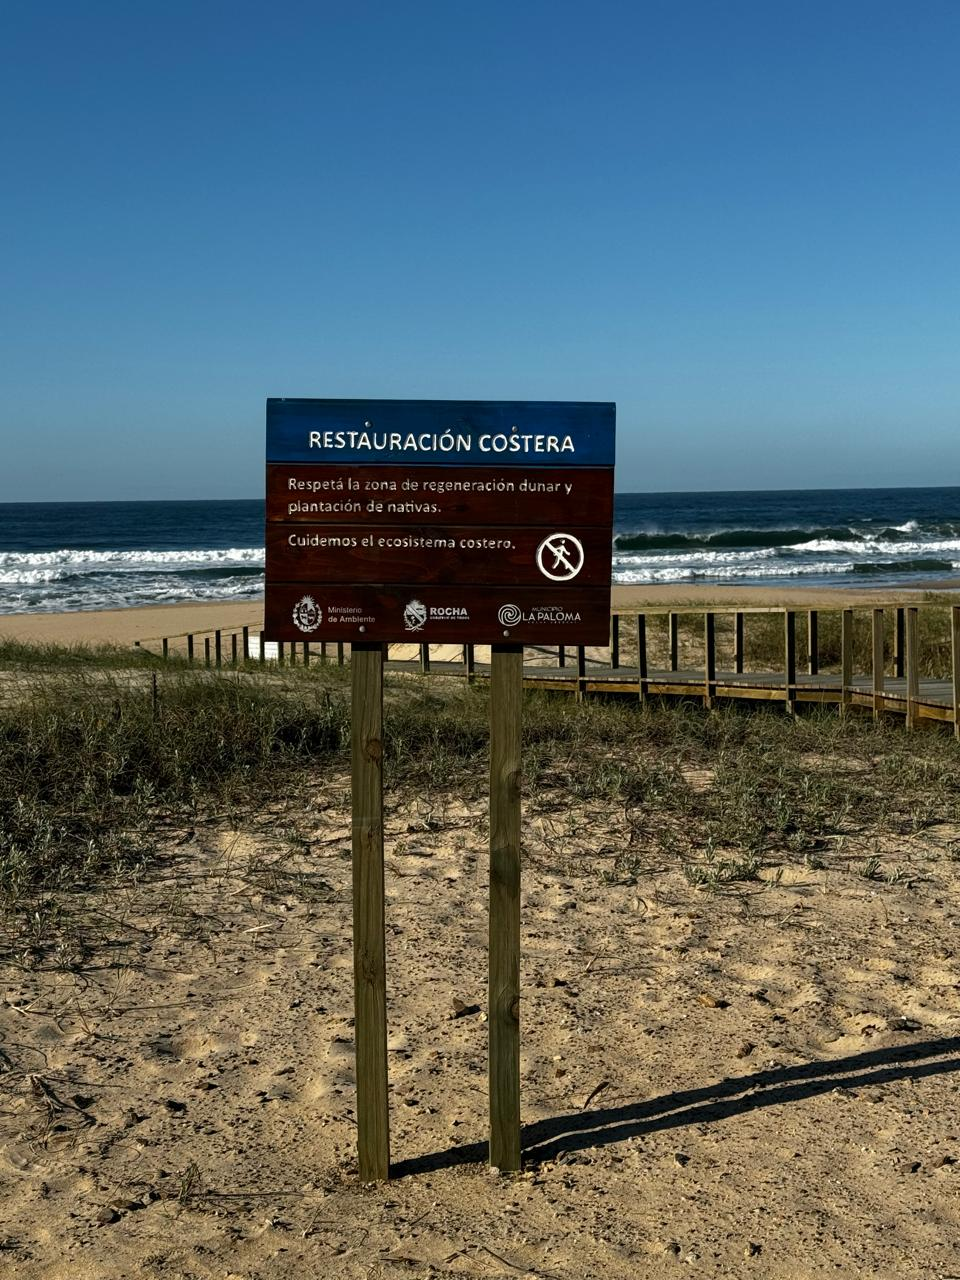 RESTAURACIÓN COSTERA
Respetá la zona de regeneración dunar y
plantación de nativas.
Cuidemos el ecosistema costero.
Ministerio
de Ambiente
ROCHA
MUNICIPIO
LA PALOMA